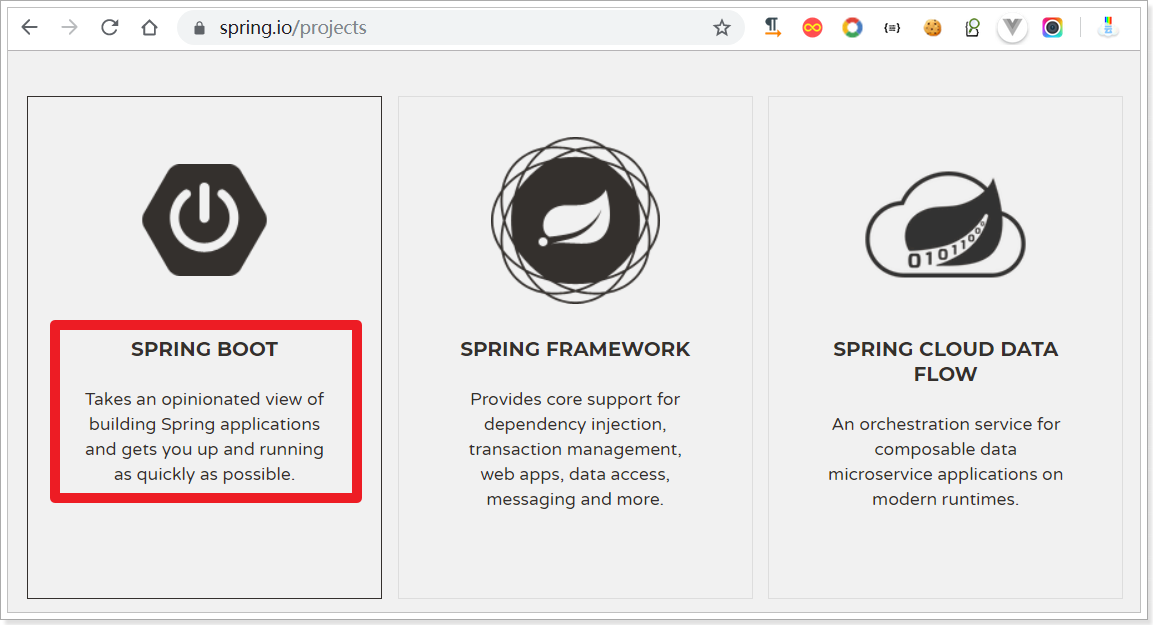 spring.io/projects
SPRING BOOT
Takes an opinionated view of
building Spring applications
and gets you up and running
as quickly as possible.
SPRING FRAMEWORK
Provides core support for
dependency injection,
transaction management,
web apps, data access,
messaging and more.
01011000
SPRING CLOUD DATA
FLOW
An orchestration service for
composable data
microservice applications on
modern runtimes.